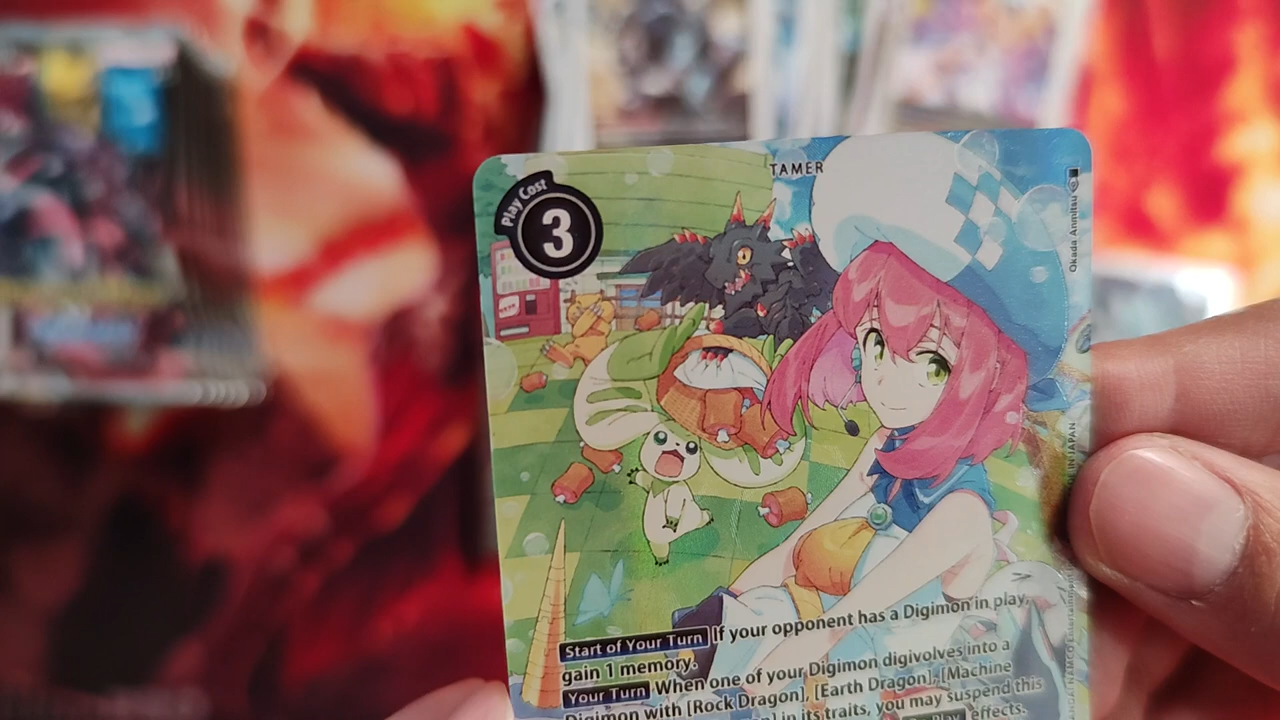 TAMER
Play Cost
3
Okada Anmitsu
Start of Your Turn If your opponent has a Digimon in play,
gain 1 memory.
Your Turn When one of your Digimon digivolves into a
Digimon with [Rock Dragon], [Earth Dragon], [Machine
in its traits, you may suspend this
effects.